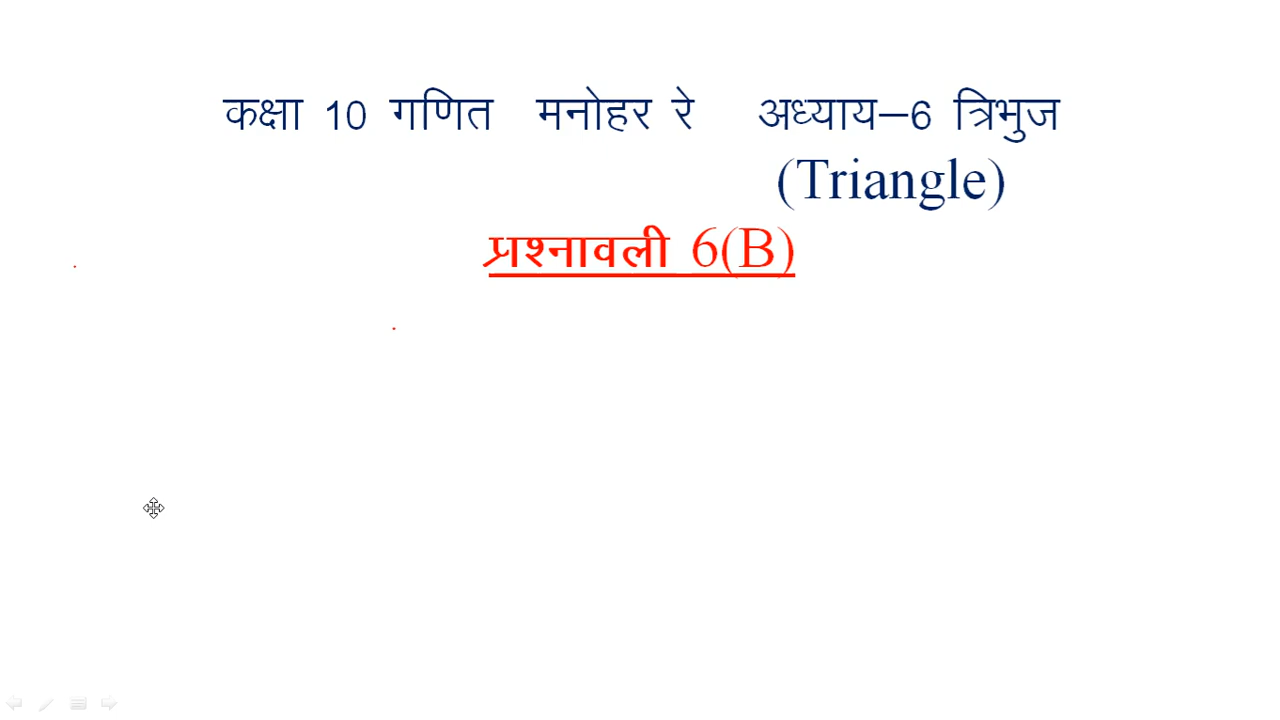 कक्षा 10 गणित मनोहर रे अध्याय–6 त्रिभुज
(Triangle)
प्रश्नावली 6(B)